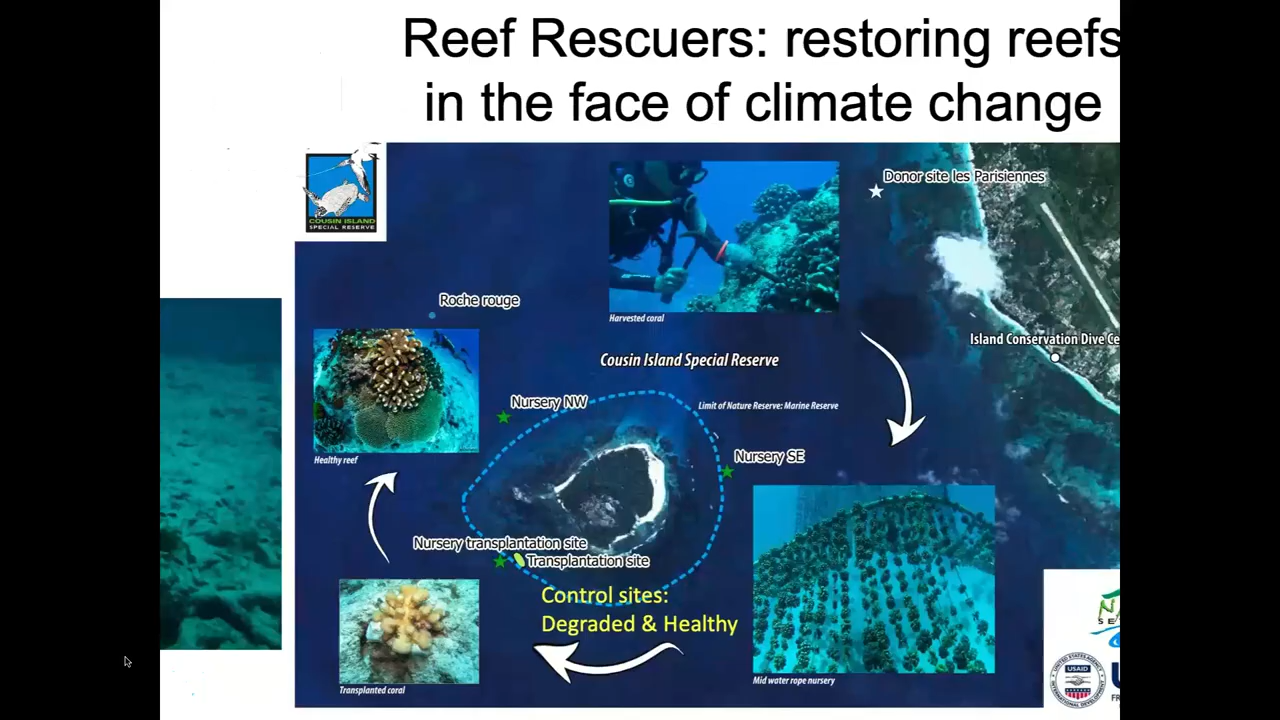 Reef Rescuers: restoring reefs
in the face of climate change
COUSIN ISLAND
SPECIAL RESERVE
Donor site les Parisiennes
Harvested coral
Roche rouge
Island Conservation Dive Ce
Cousin Island Special Reserve
Limit of Nature Reserve: Marine Reserve
Nursery NW
Healthy reef
Nursery SE
Nursery transplantation site
Transplantation site
Control sites:
Degraded & Healthy
Transplanted coral
Mid water rope nursery
USAID